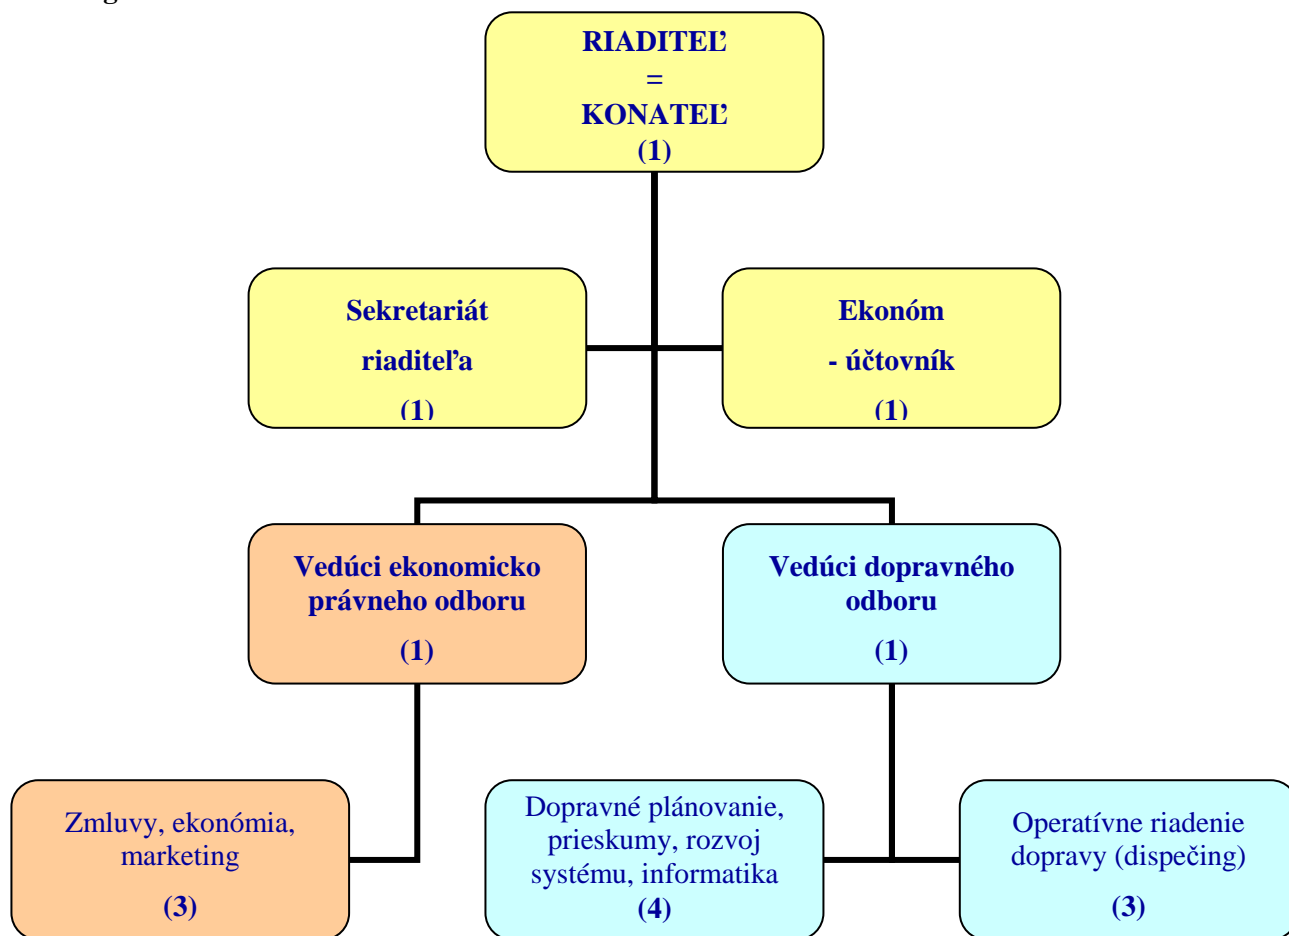 RIADITEĽ
=
KONATEĽ
(1)
Sekretariát
riaditeľa
(1)
Ekonóm
- účtovník
(1)
Vedúci ekonomicko
právneho odboru
(1)
Vedúci dopravného
odboru
(1)
Zmluvy, ekonómia,
marketing
(3)
Dopravné plánovanie,
prieskumy, rozvoj
systému, informatika
(4)
Operatívne riadenie
dopravy (dispečing)
(3)